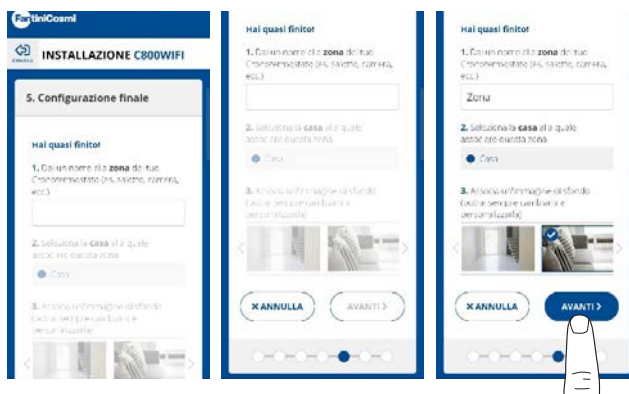 FantiniCosmi
INDIETRO
INSTALLAZIONE C800WIFI
5. Configurazione finale
Hai quasi finito!
1. Dai un nome alla zona del tuo
Cronotermostato (es. salotto, camera,
ecc.)
2. Seleziona la casa alla quale
associare questa zona
Casa
3. Associa un'immagine di sfondo
(potrai sempre cambiarla e
personalizzarla)
Hai quasi finito!
1. Dai un nome alla zona del tuo
Cronotermostato (es. salotto, camera,
ecc.)
2. Seleziona la casa alla quale
associare questa zona
Casa
3. Associa un'immagine di sfondo
(potrai sempre cambiarla e
personalizzarla)
X ANNULLA
AVANTI >
Hai quasi finito!
1. Dai un nome alla zona del tuo
Cronotermostato (es. salotto, camera,
ecc.)
Zona
2. Seleziona la casa alla quale
associare questa zona
Casa
3. Associa un'immagine di sfondo
(potrai sempre cambiarla e
personalizzarla)
X ANNULLA
AVANTI >